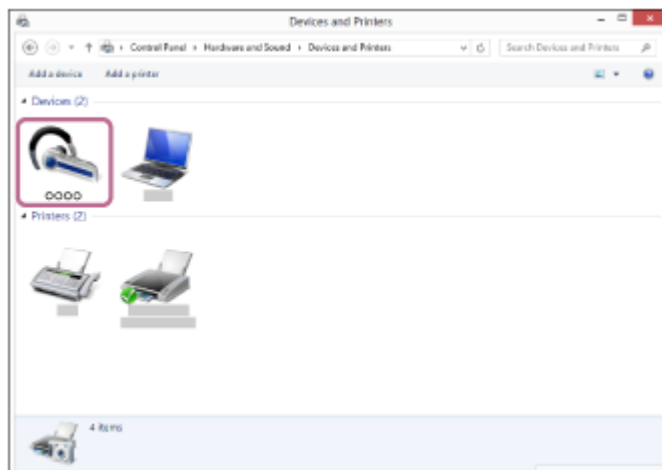 Devices and Printers
Control Panel › Hardware and Sound › Devices and Printers
Search Devices and Printers
Add a device Add a printer
Devices (2)
oooo
Printers (2)
4 items